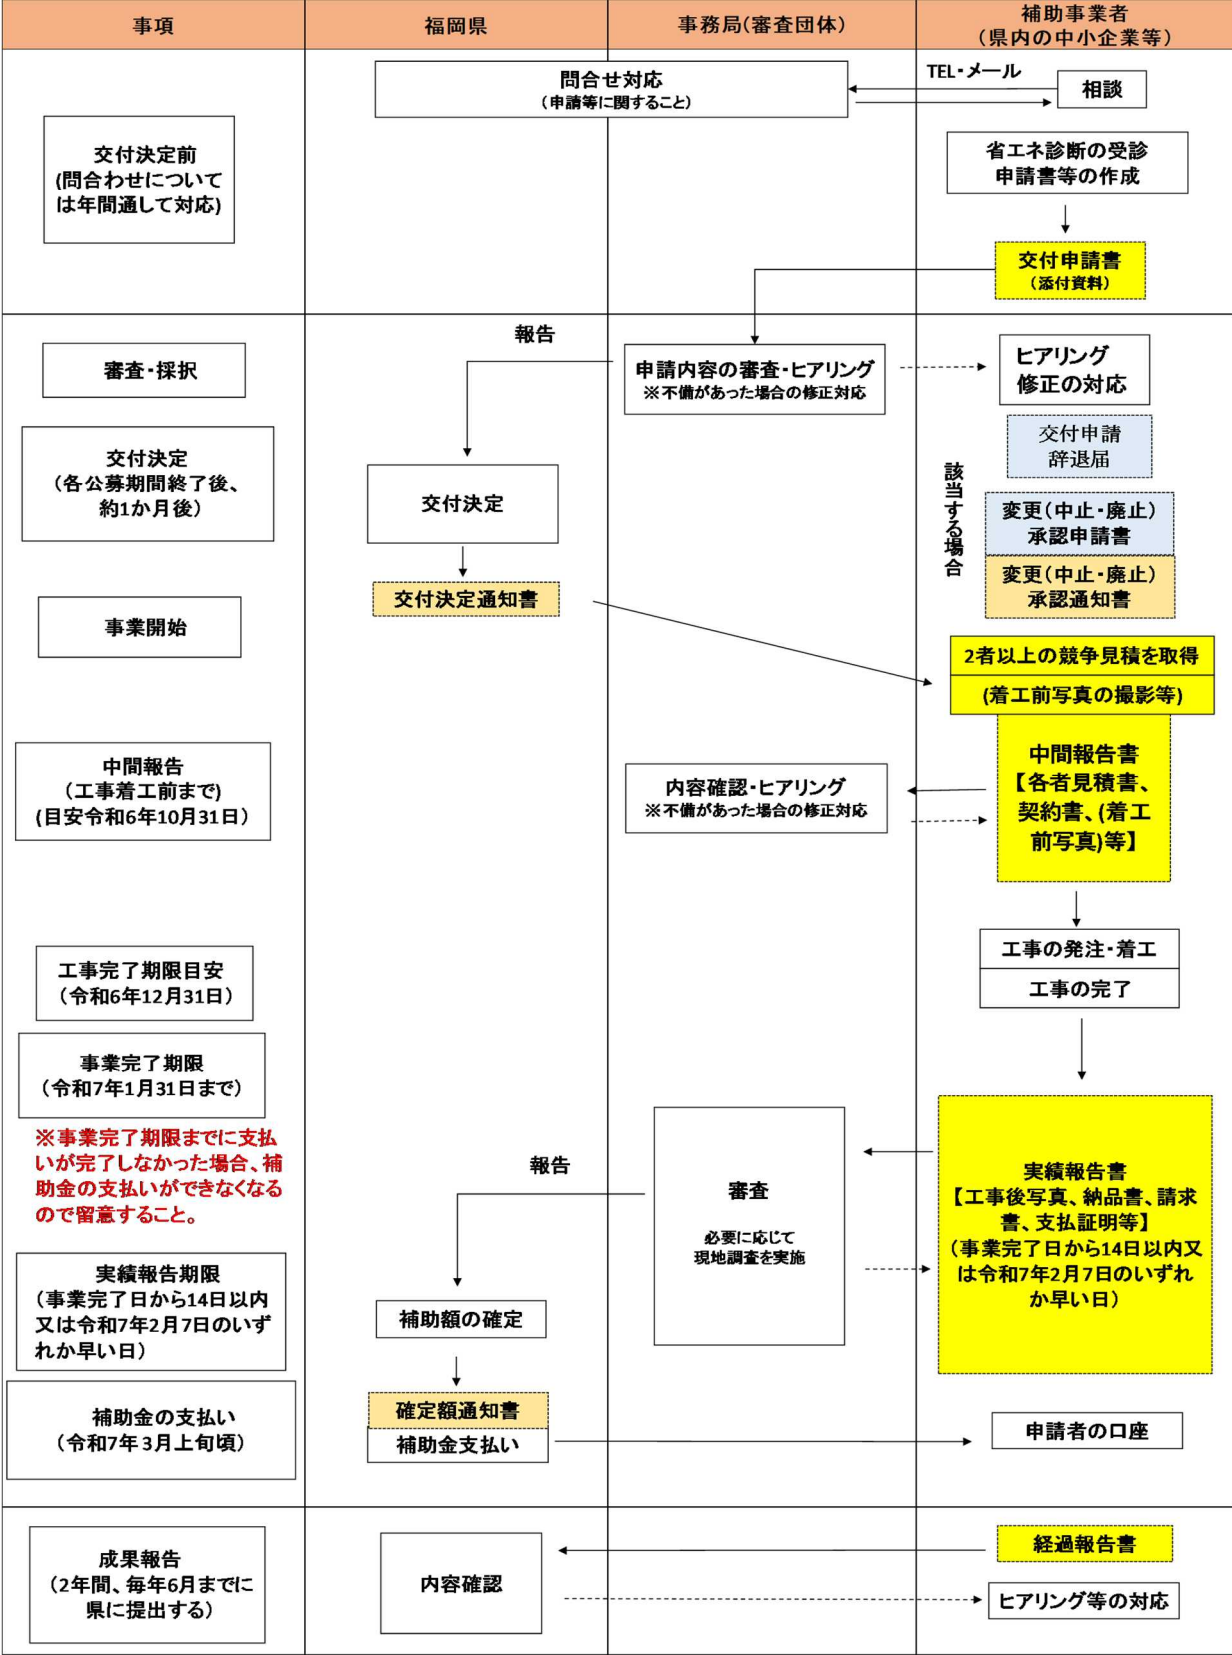 事項
福岡県
事務局(審査団体)
補助事業者
(県内の中小企業等)
問合せ対応
(申請等に関すること)
TEL・メール
相談
交付決定前
(問合わせについて
は年間通して対応)
省エネ診断の受診
申請書等の作成
交付申請書
(添付資料)
審査・採択
報告
申請内容の審査・ヒアリング
※不備があった場合の修正対応
ヒアリング
修正の対応
交付決定
(各公募期間終了後、
約1か月後)
交付決定
交付決定通知書
該当する場合
交付申請
辞退届
変更(中止・廃止)
承認申請書
変更(中止・廃止)
承認通知書
事業開始
2者以上の競争見積を取得
(着工前写真の撮影等)
中間報告
(工事着工前まで)
(目安令和6年10月31日)
内容確認・ヒアリング
※不備があった場合の修正対応
中間報告書
【各者見積書、
契約書、(着工
前写真)等】
工事完了期限目安
(令和6年12月31日)
工事の発注・着工
工事の完了
事業完了期限
(令和7年1月31日まで)
※事業完了期限までに支払
いが完了しなかった場合、補
助金の支払いができなくなる
ので留意すること。
報告
審査
必要に応じて
現地調査を実施
実績報告書
【工事後写真、納品書、請求
書、支払証明等】
(事業完了日から14日以内又
は令和7年2月7日のいずれ
か早い日)
実績報告期限
(事業完了日から14日以内
又は令和7年2月7日のいず
れか早い日)
補助額の確定
補助金の支払い
(令和7年3月上旬頃)
確定額通知書
補助金支払い
申請者の口座
成果報告
(2年間、毎年6月までに
県に提出する)
内容確認
経過報告書
ヒアリング等の対応